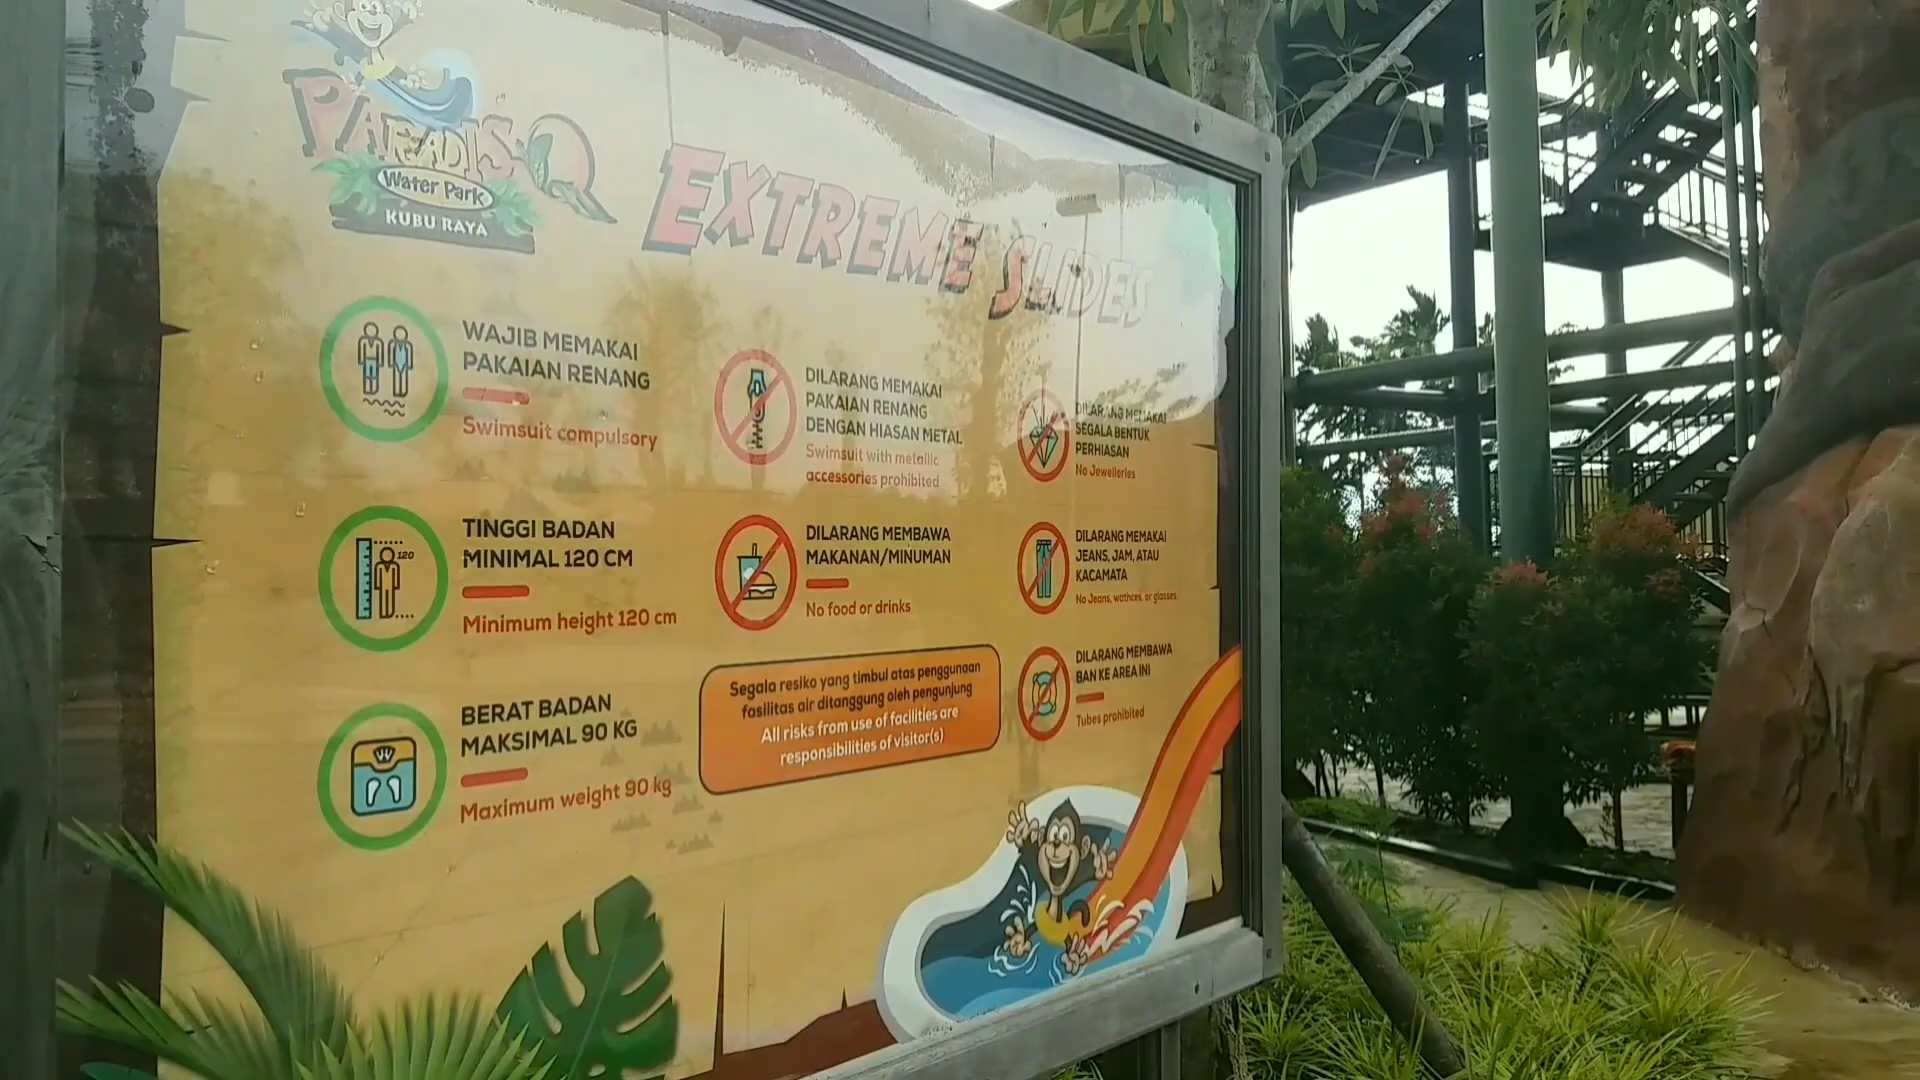 PARADIS Q
Water Park
KUBU RAYA
EXTREME SLIDES
WAJIB MEMAKAI
PAKAIAN RENANG
Swimsuit compulsory
120
TINGGI BADAN
MINIMAL 120 CM
Minimum height 120 cm
BERAT BADAN
MAKSIMAL 90 KG
Maximum weight 90 kg
DILARANG MEMAKAI
PAKAIAN RENANG
DENGAN HIASAN METAL
Swimsuit with metallic
accessories prohibited
DILARANG MEMBAWA
MAKANAN/MINUMAN
No food or drinks
Segala resiko yang timbul atas penggunaan
fasilitas air ditanggung oleh pengunjung
All risks from use of facilities are
responsibilities of visitor(s)
DILARANG MEMAKAI
SEGALA BENTUK
PERHIASAN
No Jewelleries
DILARANG MEMAKAI
JEANS, JAM, ATAU
KACAMATA
No Jeans, wathces, or glasses
DILARANG MEMBAWA
BAN KE AREA INI
Tubes prohibited